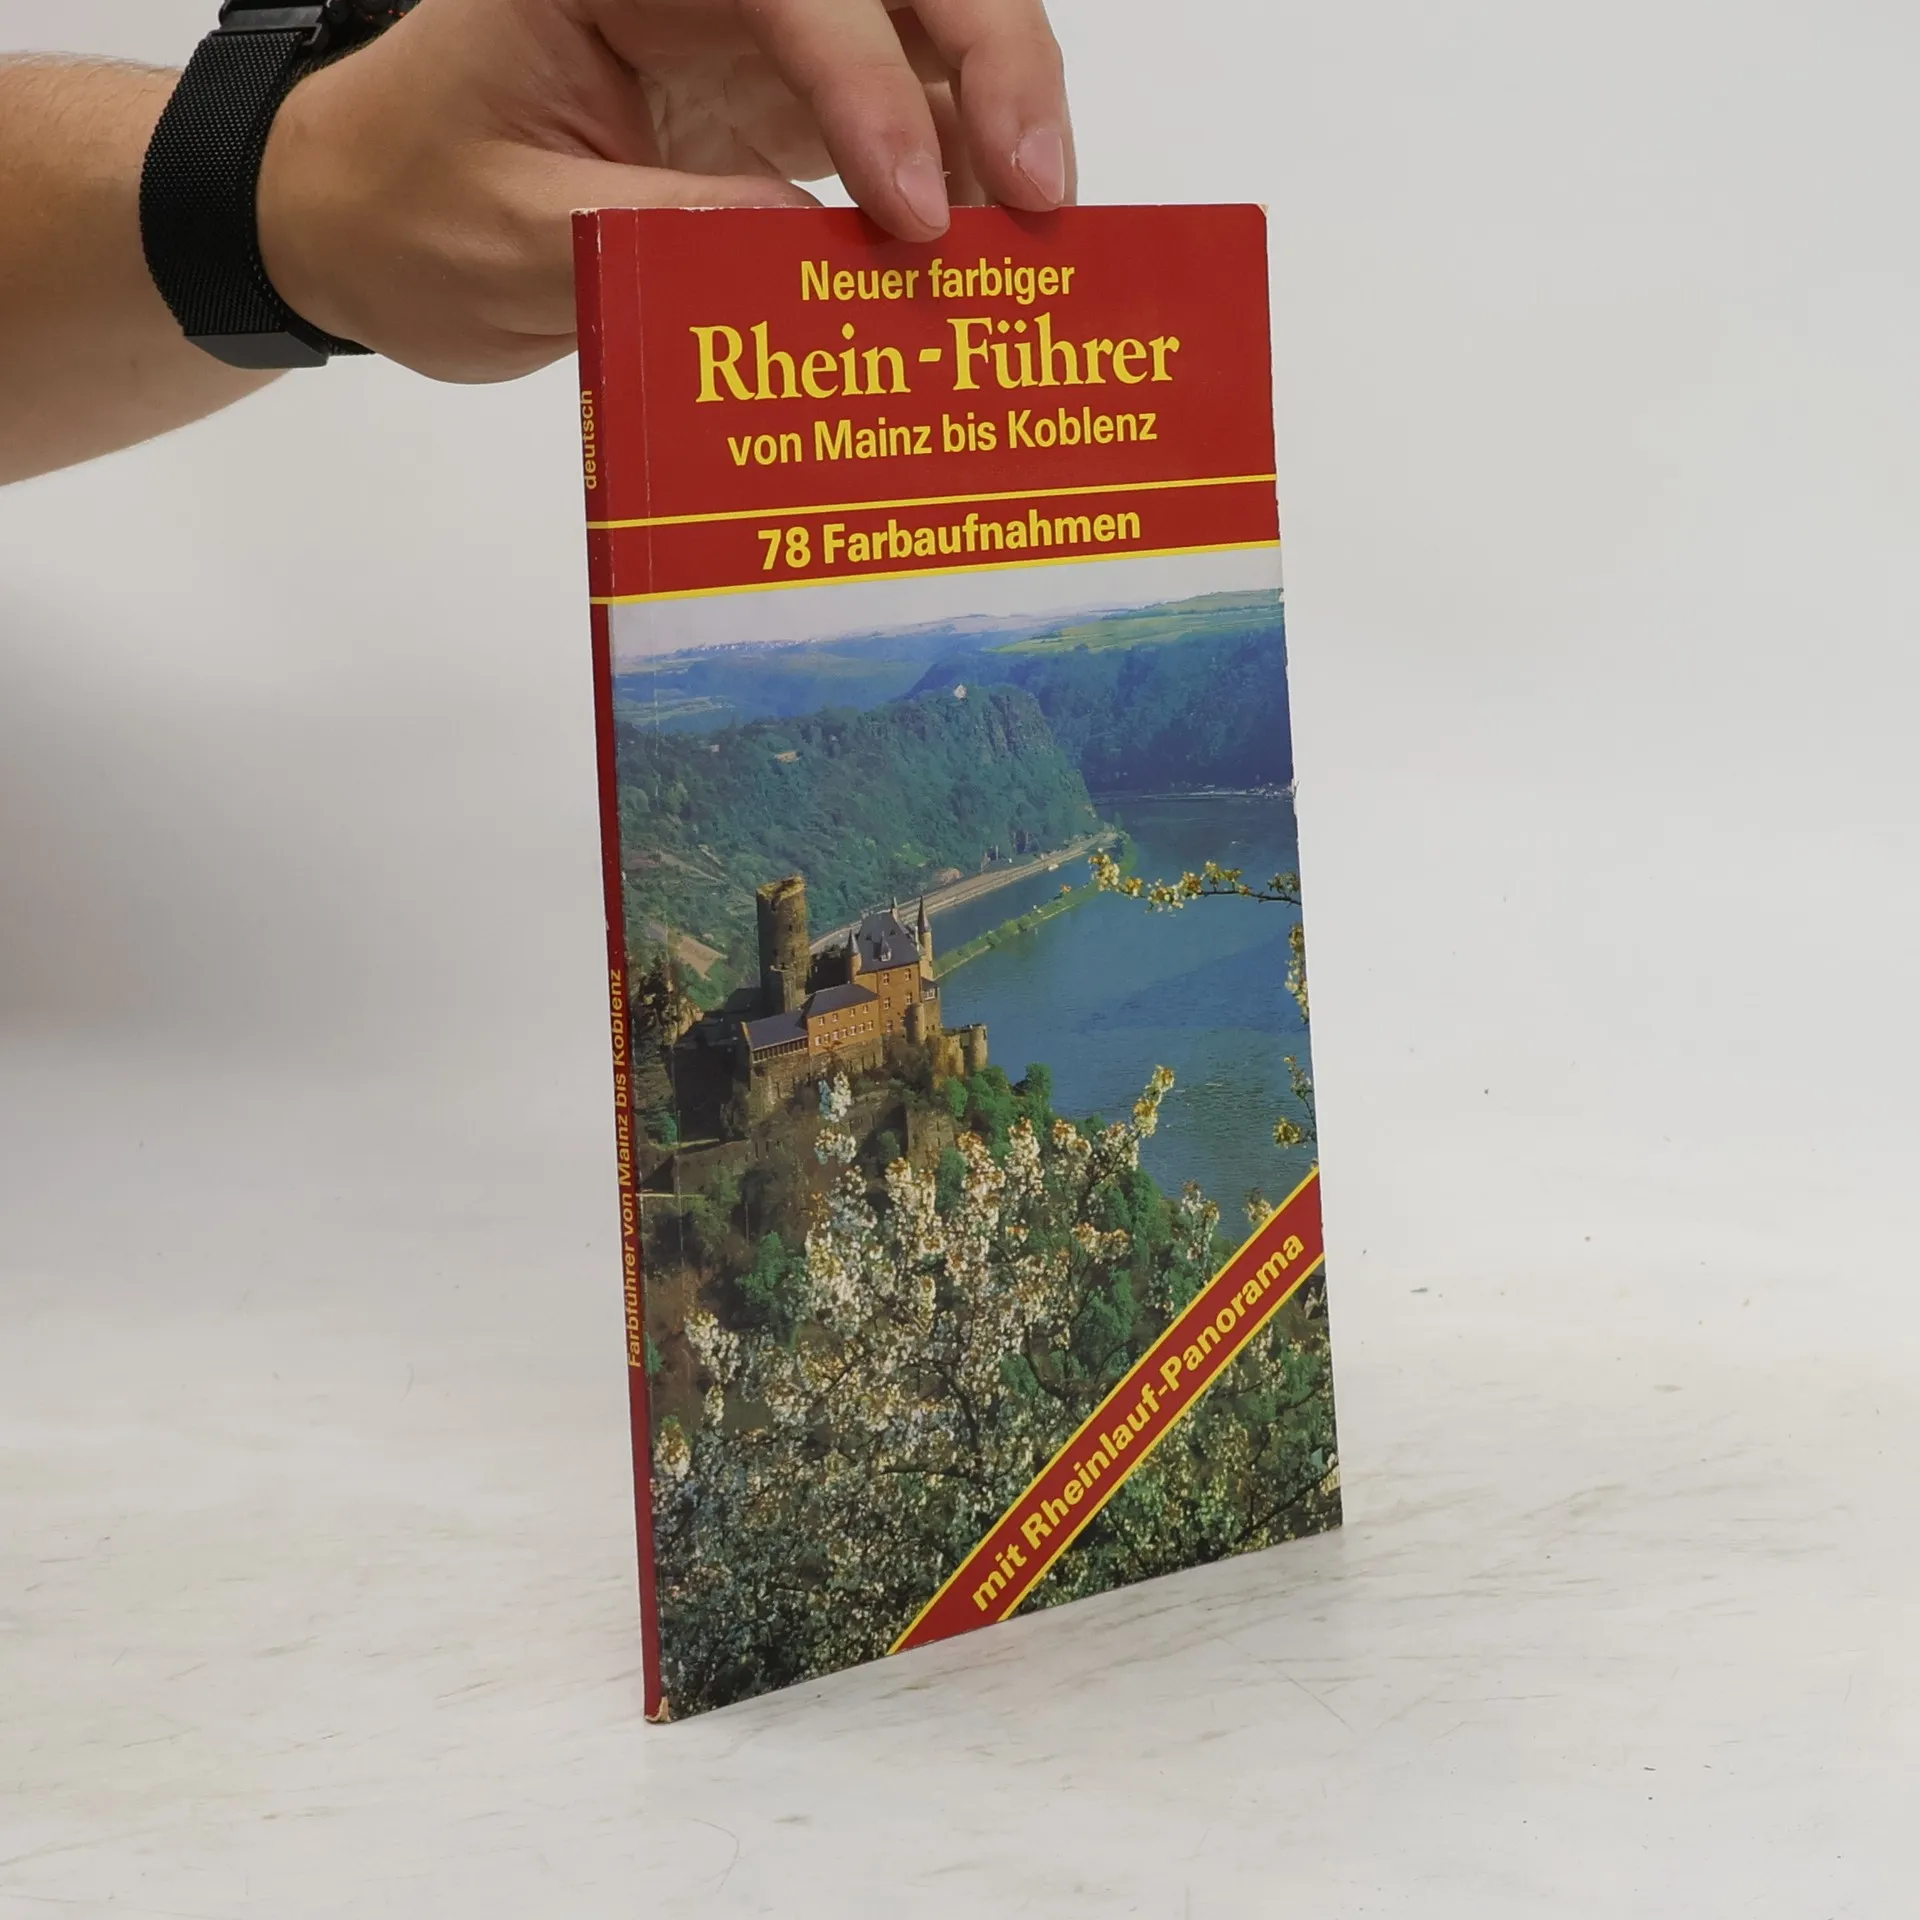 Neuer farbiger
Rhein-Führer
von Mainz bis Koblenz
78 Farbaufnahmen
mit Rheinlauf-Panorama
deutsch
Farbführer von Mainz bis Koblenz